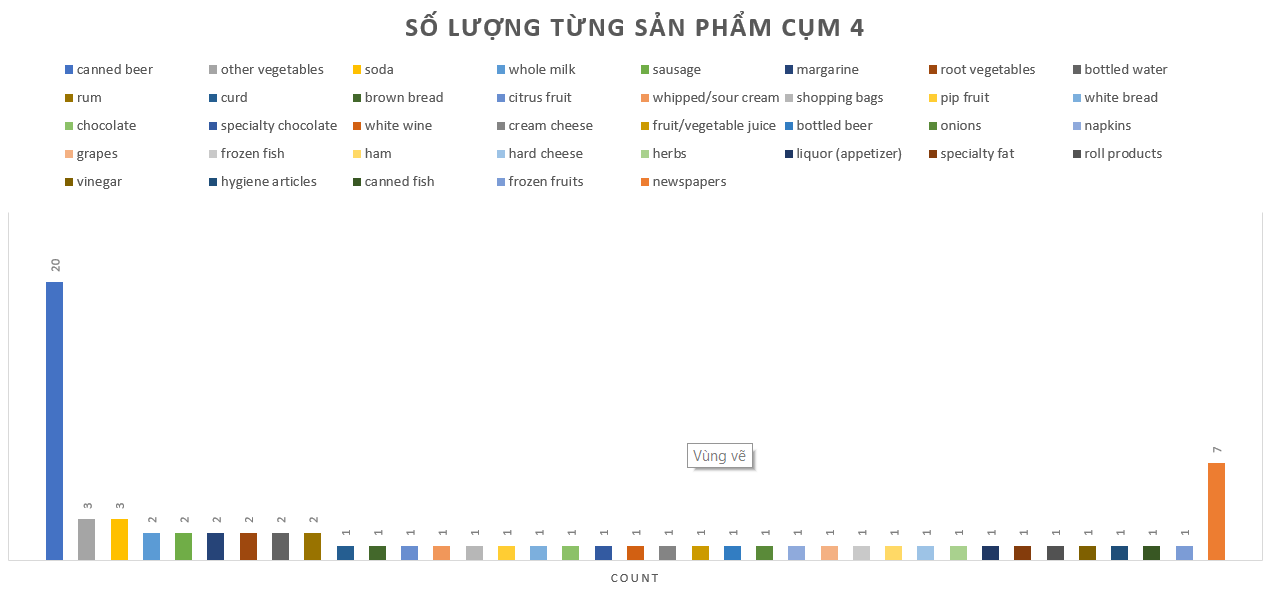 SỐ LƯỢNG TỪNG SẢN PHẨM CỤM 4
canned beer other vegetables soda whole milk sausage margarine root vegetables bottled water
rum curd brown bread citrus fruit whipped/sour cream shopping bags pip fruit white bread
chocolate specialty chocolate white wine cream cheese fruit/vegetable juice bottled beer onions napkins
grapes frozen fish ham hard cheese herbs liquor (appetizer) specialty fat roll products
vinegar hygiene articles canned fish frozen fruits newspapers
20
7
Vùng vẽ
3 3 2 2 2 2 2 2 1 1 1 1 1 1 1 1 1 1 1 1 1 1 1 1 1 1 1 1 1 1 1 1 1 1 1 1
COUNT